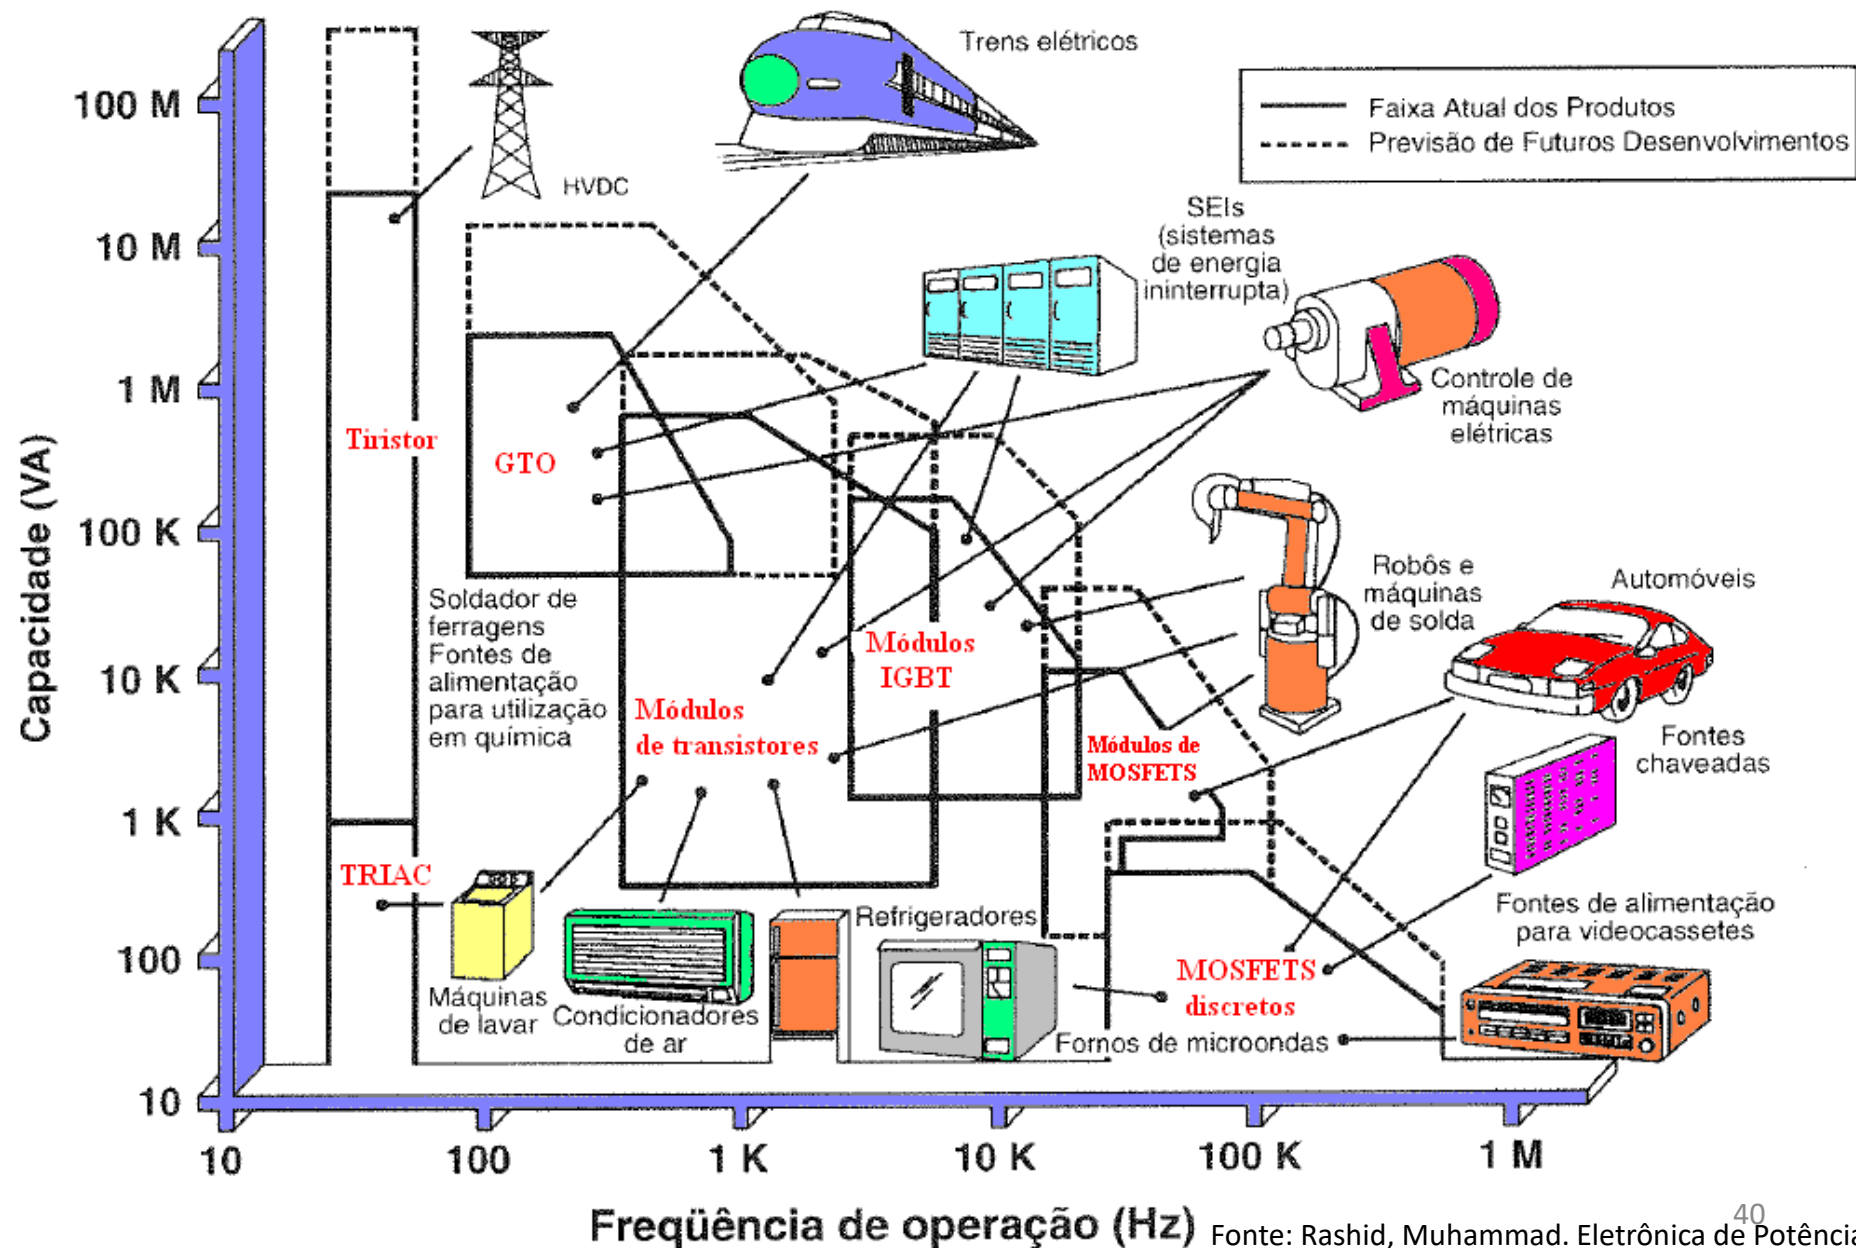 Trens elétricos
100 M
Faixa Atual dos Produtos
Previsão de Futuros Desenvolvimentos
HVDC
SEIs
(sistemas
de energia
ininterrupta)
10 M
1 M
Controle de
máquinas
elétricas
Tiristor
GTO
Capacidade (VA)
100 K
Robôs e
máquinas
de solda
Automóveis
Soldador de
ferragens
Fontes de
alimentação
para utilização
em química
Módulos
IGBT
10 K
Módulos
de transistores
Módulos de
MOSFETS
Fontes
chaveadas
1 K
TRIAC
Refrigeradores
Fontes de alimentação
para videocassetes
100
MOSFETS
discretos
Máquinas
de lavar
Condicionadores
de ar
Fornos de microondas
10
10
100
1 K
10 K
100 K
1 M
Freqüência de operação (Hz)
40
Fonte: Rashid, Muhammad. Eletrônica de Potência